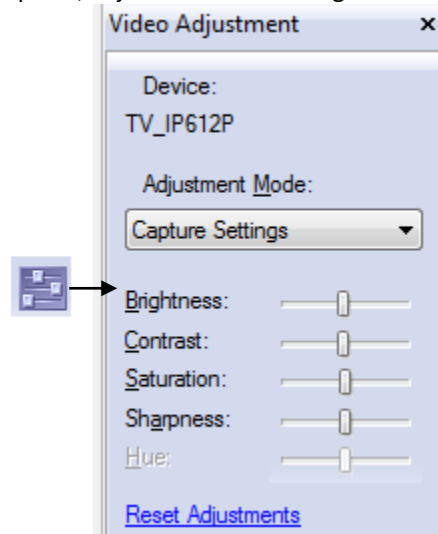 Video Adjustment x
Device:
TV_IP612P
Adjustment Mode:
Capture Settings
Brightness:
Contrast:
Saturation:
Sharpness:
Hue:
Reset Adjustments